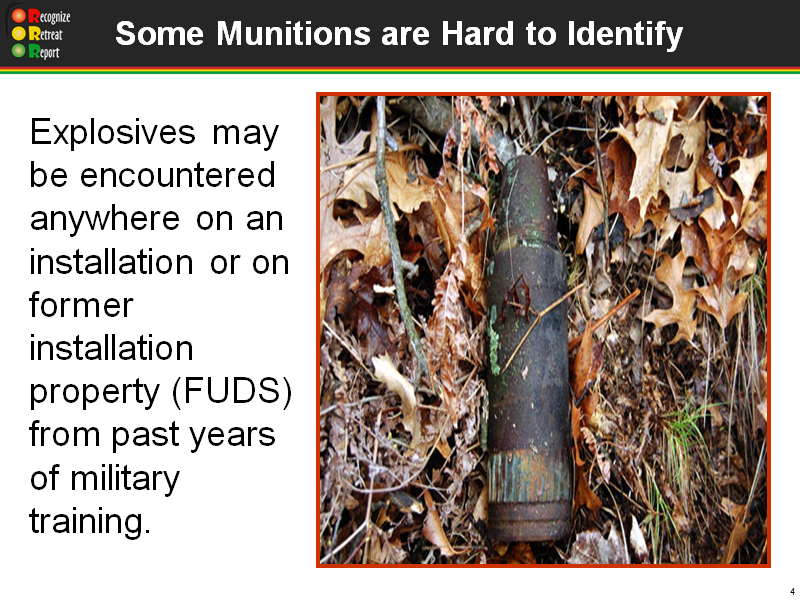 Recognize
Retreat
Report
Some Munitions are Hard to Identify
Explosives may
be encountered
anywhere on an
installation or on
former
installation
property (FUDS)
from past years
of military
training.
4